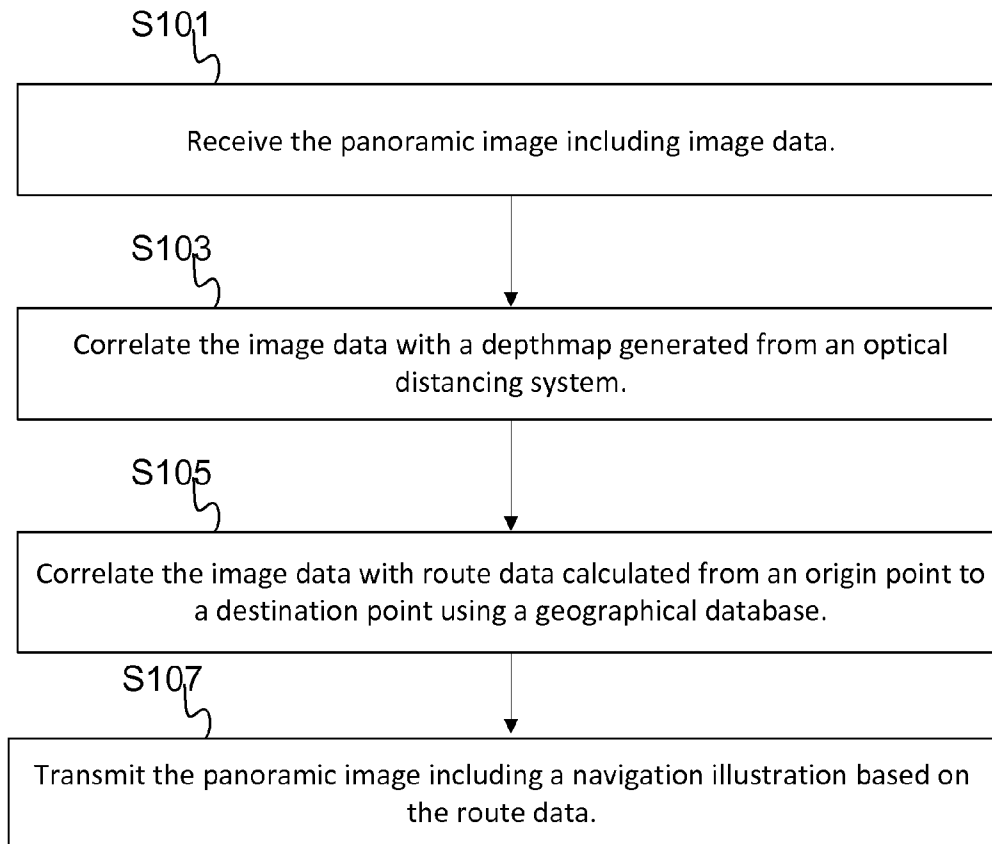 S101
Receive the panoramic image including image data.
S103
Correlate the image data with a depthmap generated from an optical
distancing system.
S105
Correlate the image data with route data calculated from an origin point to
a destination point using a geographical database.
S107
Transmit the panoramic image including a navigation illustration based on
the route data.